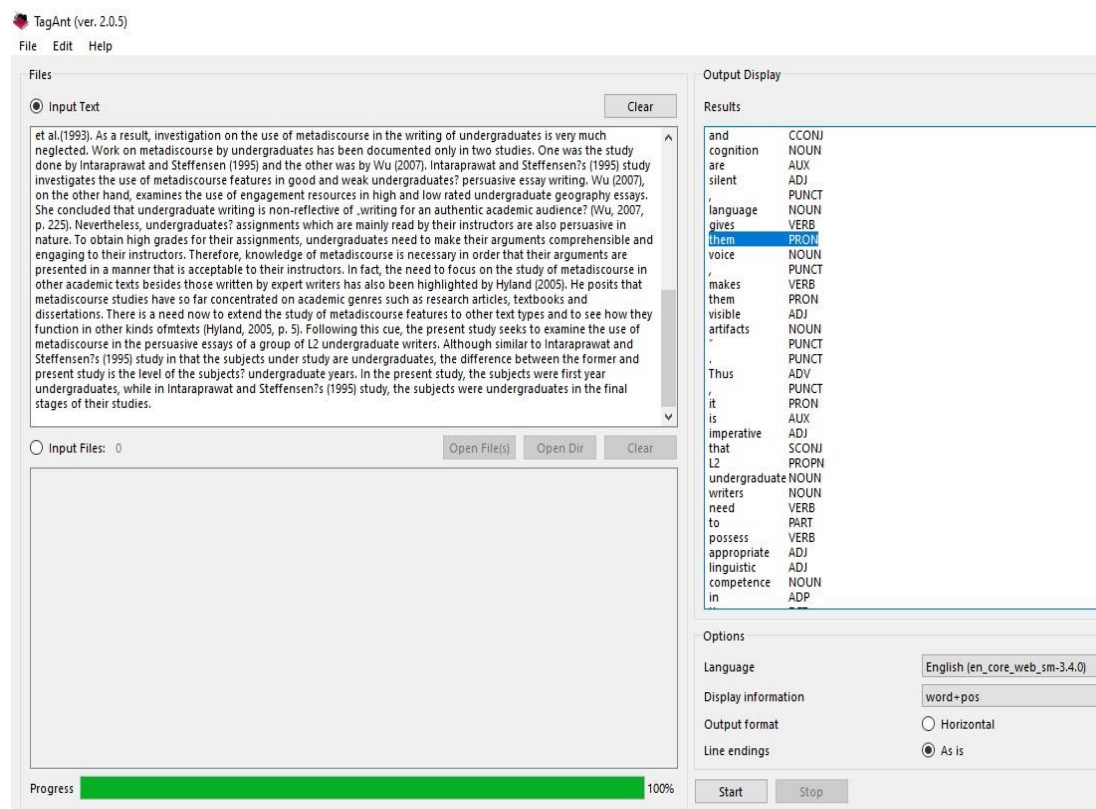 TagAnt (ver. 2.0.5)
File Edit Help
Files
Input Text
Clear
et al.(1993). As a result, investigation on the use of metadiscourse in the writing of undergraduates is very much
neglected. Work on metadiscourse by undergraduates has been documented only in two studies. One was the study
done by Intaraprawat and Steffensen (1995) and the other was by Wu (2007). Intaraprawat and Steffensen?s (1995) study
investigates the use of metadiscourse features in good and weak undergraduates? persuasive essay writing. Wu (2007),
on the other hand, examines the use of engagement resources in high and low rated undergraduate geography essays.
She concluded that undergraduate writing is non-reflective of „writing for an authentic academic audience? (Wu, 2007,
p. 225). Nevertheless, undergraduates? assignments which are mainly read by their instructors are also persuasive in
nature. To obtain high grades for their assignments, undergraduates need to make their arguments comprehensible and
engaging to their instructors. Therefore, knowledge of metadiscourse is necessary in order that their arguments are
presented in a manner that is acceptable to their instructors. In fact, the need to focus on the study of metadiscourse in
other academic texts besides those written by expert writers has also been highlighted by Hyland (2005). He posits that
metadiscourse studies have so far concentrated on academic genres such as research articles, textbooks and
dissertations. There is a need now to extend the study of metadiscourse features to other text types and to see how they
function in other kinds ofmtexts (Hyland, 2005, p. 5). Following this cue, the present study seeks to examine the use of
metadiscourse in the persuasive essays of a group of L2 undergraduate writers. Although similar to Intaraprawat and
Steffensen?s (1995) study in that the subjects under study are undergraduates, the difference between the former and
present study is the level of the subjects? undergraduate years. In the present study, the subjects were first year
undergraduates, while in Intaraprawat and Steffensen?s (1995) study, the subjects were undergraduates in the final
stages of their studies.
Input Files: 0
Open File(s) Open Dir Clear
Progress 100%
Output Display
Results
and CCONJ
cognition NOUN
are AUX
silent ADJ
, PUNCT
language NOUN
gives VERB
them PRON
voice NOUN
, PUNCT
makes VERB
them PRON
visible ADJ
artifacts NOUN
" PUNCT
. PUNCT
Thus ADV
, PUNCT
it PRON
is AUX
imperative ADJ
that SCONJ
L2 PROPN
undergraduate NOUN
writers NOUN
need VERB
to PART
possess VERB
appropriate ADJ
linguistic ADJ
competence NOUN
in ADP
Options
Language English (en_core_web_sm-3.4.0)
Display information word+pos
Output format Horizontal
Line endings As is
Start Stop